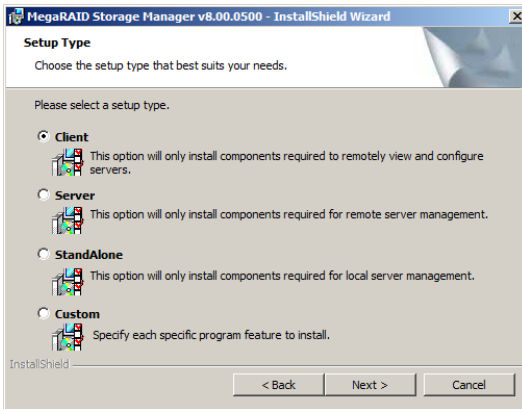 MegaRAID Storage Manager v8.00.0500 - InstallShield Wizard
Setup Type
Choose the setup type that best suits your needs.
Please select a setup type.
Client
This option will only install components required to remotely view and configure
servers.
Server
This option will only install components required for remote server management.
StandAlone
This option will only install components required for local server management.
Custom
Specify each specific program feature to install.
InstallShield
< Back Next > Cancel